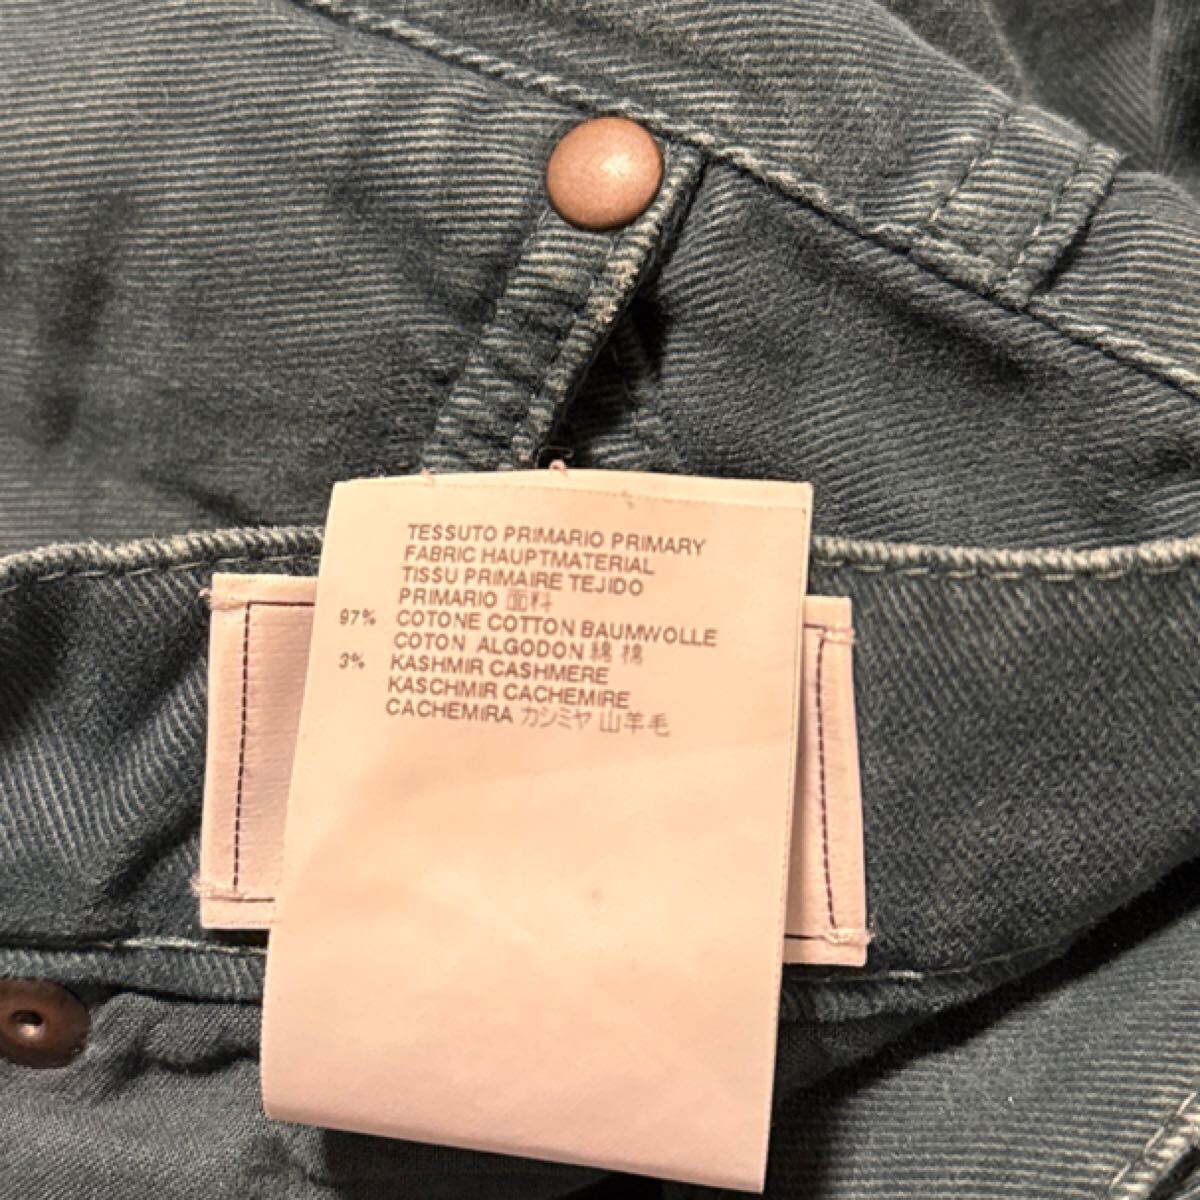 TESSUTO PRIMARIO PRIMARY
FABRIC HAUPTMATERIAL
TISSU PRIMAIRE TEJIDO
PRIMARIO 面料
97% COTONE COTTON BAUMWOLLE
COTON ALGODON 綿 棉
3% KASHMIR CASHMERE
KASCHMIR CACHEMIRE
CACHEMIRA カシミヤ 山羊毛